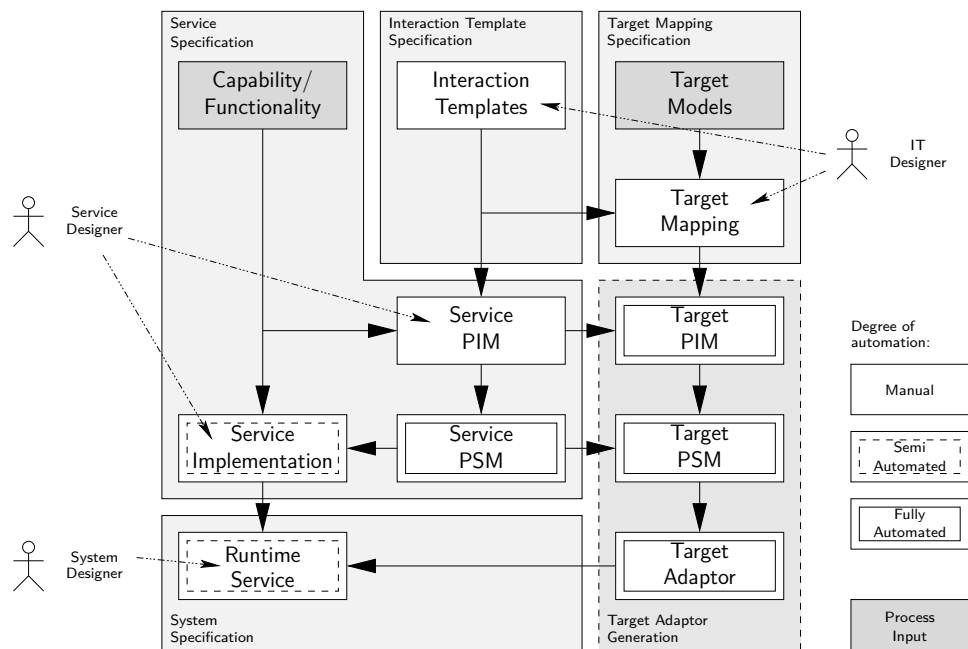 Service
Specification
Interaction Template
Specification
Target Mapping
Specification
Capability/
Functionality
Interaction
Templates
Target
Models
IT
Designer
Target
Mapping
Service
Designer
Service
PIM
Target
PIM
Degree of
automation:
Manual
Service
Implementation
Service
PSM
Target
PSM
Semi
Automated
Fully
Automated
System
Designer
Runtime
Service
Target
Adaptor
System
Specification
Target Adaptor
Generation
Process
Input